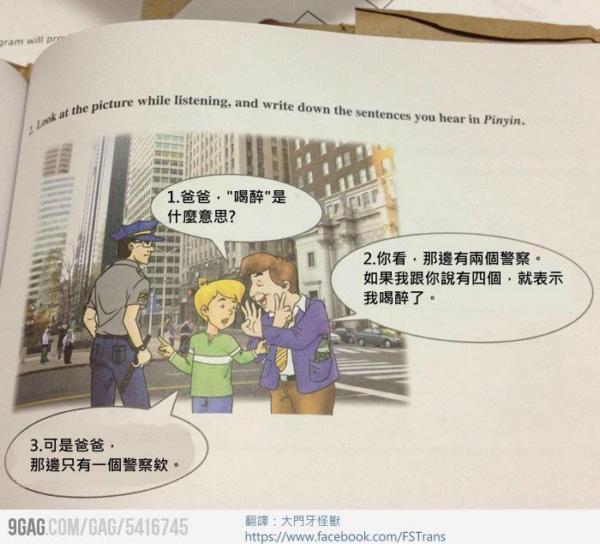 gram will pro
2. Look at the picture while listening, and write down the sentences you hear in Pinyin.
1.爸爸，"喝醉"是
什麼意思?
2.你看，那邊有兩個警察。
如果我跟你說有四個，就表示
我喝醉了。
3.可是爸爸，
那邊只有一個警察欸。
9GAG.COM/GAG/5416745
翻譯：大門牙怪獸
https://www.facebook.com/FSTrans